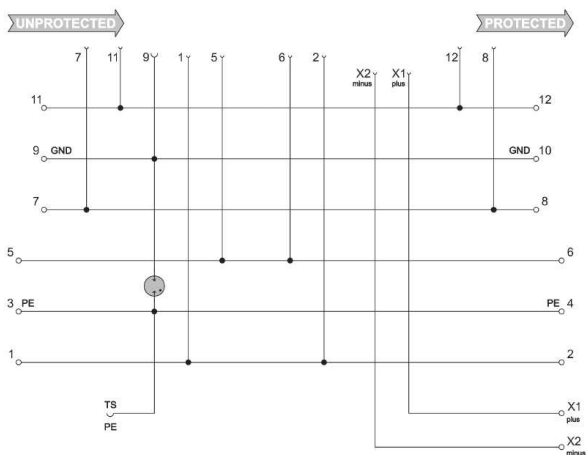 UNPROTECTED PROTECTED
7 11 9 1 5 6 2 12 8
X2 X1
minus plus
11 12
9 GND GND 10
7 8
5 6
3 PE PE 4
1 2
TS X1
PE plus
X2
minus